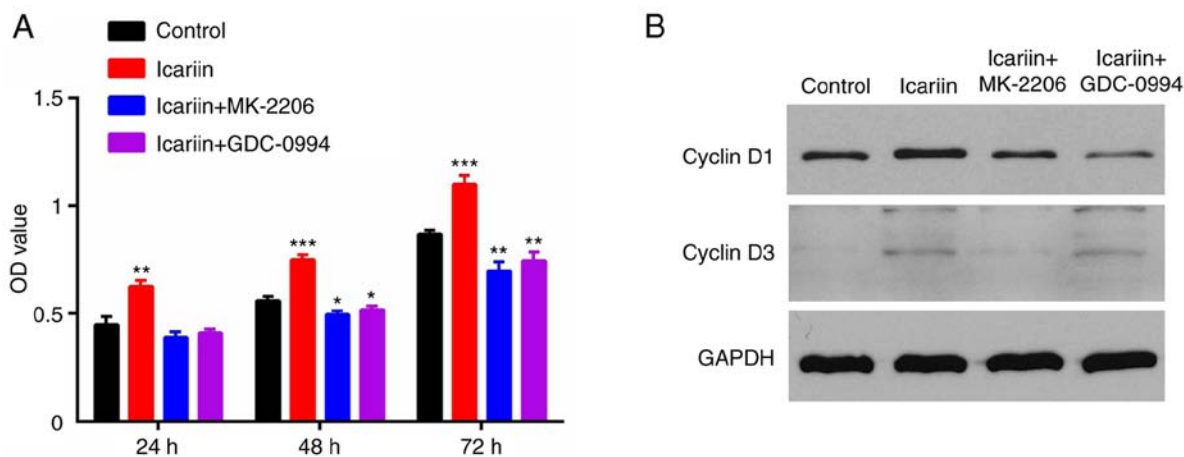 A
Control
Icariin
Icariin+MK-2206
Icariin+GDC-0994
OD value
1.5
1
0.5
0
**
***
*
*
***
**
**
24 h
48 h
72 h
B
Control
Icariin
Icariin+
MK-2206
Icariin+
GDC-0994
Cyclin D1
Cyclin D3
GAPDH